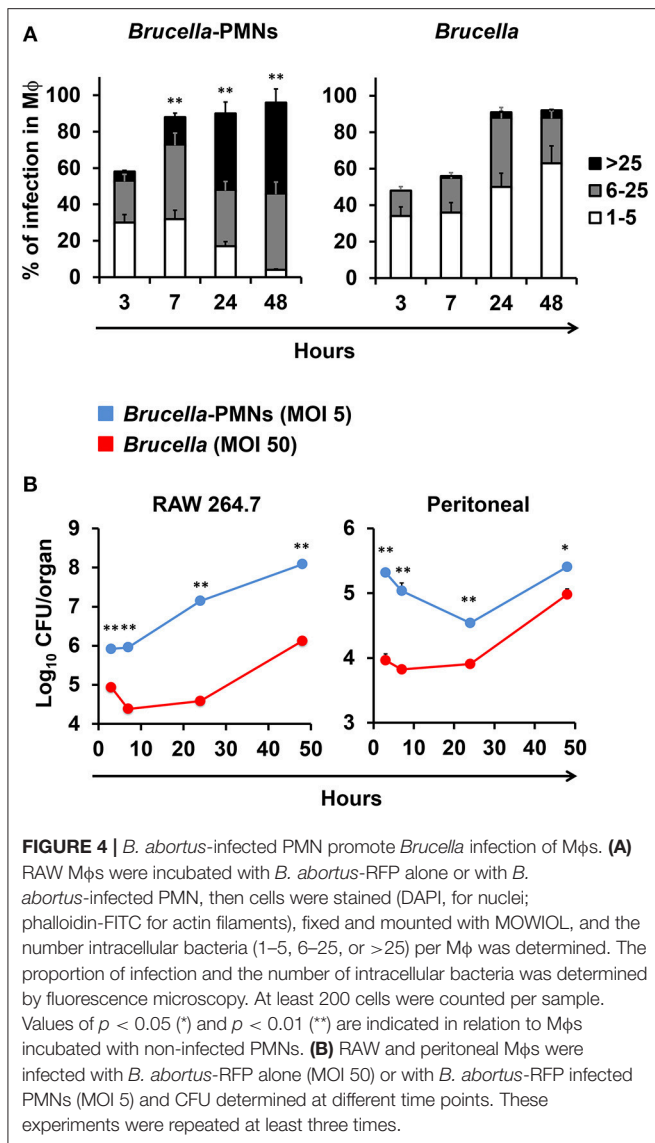 A
Brucella-PMNs
Brucella
% of infection in Mϕ
100
80
60
40
20
0
** ** **
3 7 24 48
100
80
60
40
20
0
3 7 24 48
>25
6-25
1-5
Hours
Brucella-PMNs (MOI 5)
Brucella (MOI 50)
B
RAW 264.7
Peritoneal
Log10 CFU/organ
9
8
7
6
5
4
**** ** **
0 10 20 30 40 50
6
5
4
3
** ** ** *
0 10 20 30 40 50
Hours
FIGURE 4 | B. abortus-infected PMN promote Brucella infection of Mϕs. (A)
RAW Mϕs were incubated with B. abortus-RFP alone or with B.
abortus-infected PMN, then cells were stained (DAPI, for nuclei;
phalloidin-FITC for actin filaments), fixed and mounted with MOWIOL, and the
number intracellular bacteria (1–5, 6–25, or >25) per Mϕ was determined. The
proportion of infection and the number of intracellular bacteria was determined
by fluorescence microscopy. At least 200 cells were counted per sample.
Values of p < 0.05 (*) and p < 0.01 (**) are indicated in relation to Mϕs
incubated with non-infected PMNs. (B) RAW and peritoneal Mϕs were
infected with B. abortus-RFP alone (MOI 50) or with B. abortus-RFP infected
PMNs (MOI 5) and CFU determined at different time points. These
experiments were repeated at least three times.